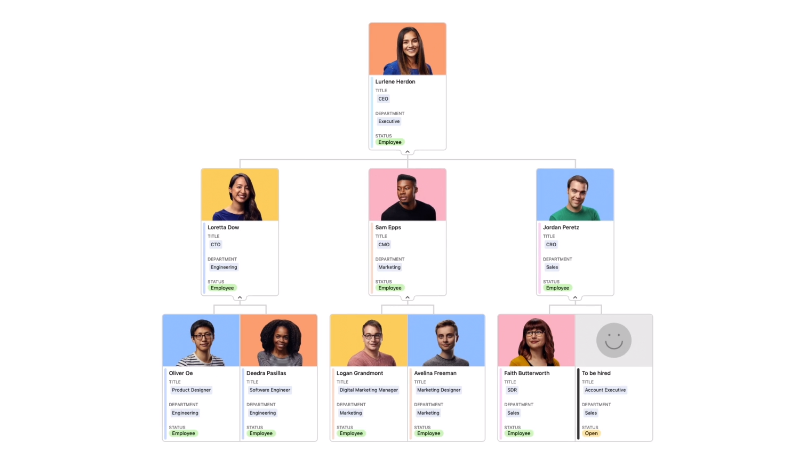 Lurlene Herdon
TITLE
CEO
DEPARTMENT
Executive
STATUS
Employee
Loretta Dow
TITLE
CTO
DEPARTMENT
Engineering
STATUS
Employee
Sam Epps
TITLE
CMO
DEPARTMENT
Marketing
STATUS
Employee
Jordan Peretz
TITLE
CRO
DEPARTMENT
Sales
STATUS
Employee
Oliver Oe
TITLE
Product Designer
DEPARTMENT
Engineering
STATUS
Employee
Deedra Pasillas
TITLE
Software Engineer
DEPARTMENT
Engineering
STATUS
Employee
Logan Grandmont
TITLE
Digital Marketing Manager
DEPARTMENT
Marketing
STATUS
Employee
Avelina Freeman
TITLE
Marketing Designer
DEPARTMENT
Marketing
STATUS
Employee
Faith Butterworth
TITLE
SDR
DEPARTMENT
Sales
STATUS
Employee
To be hired
TITLE
Account Executive
DEPARTMENT
Sales
STATUS
Open